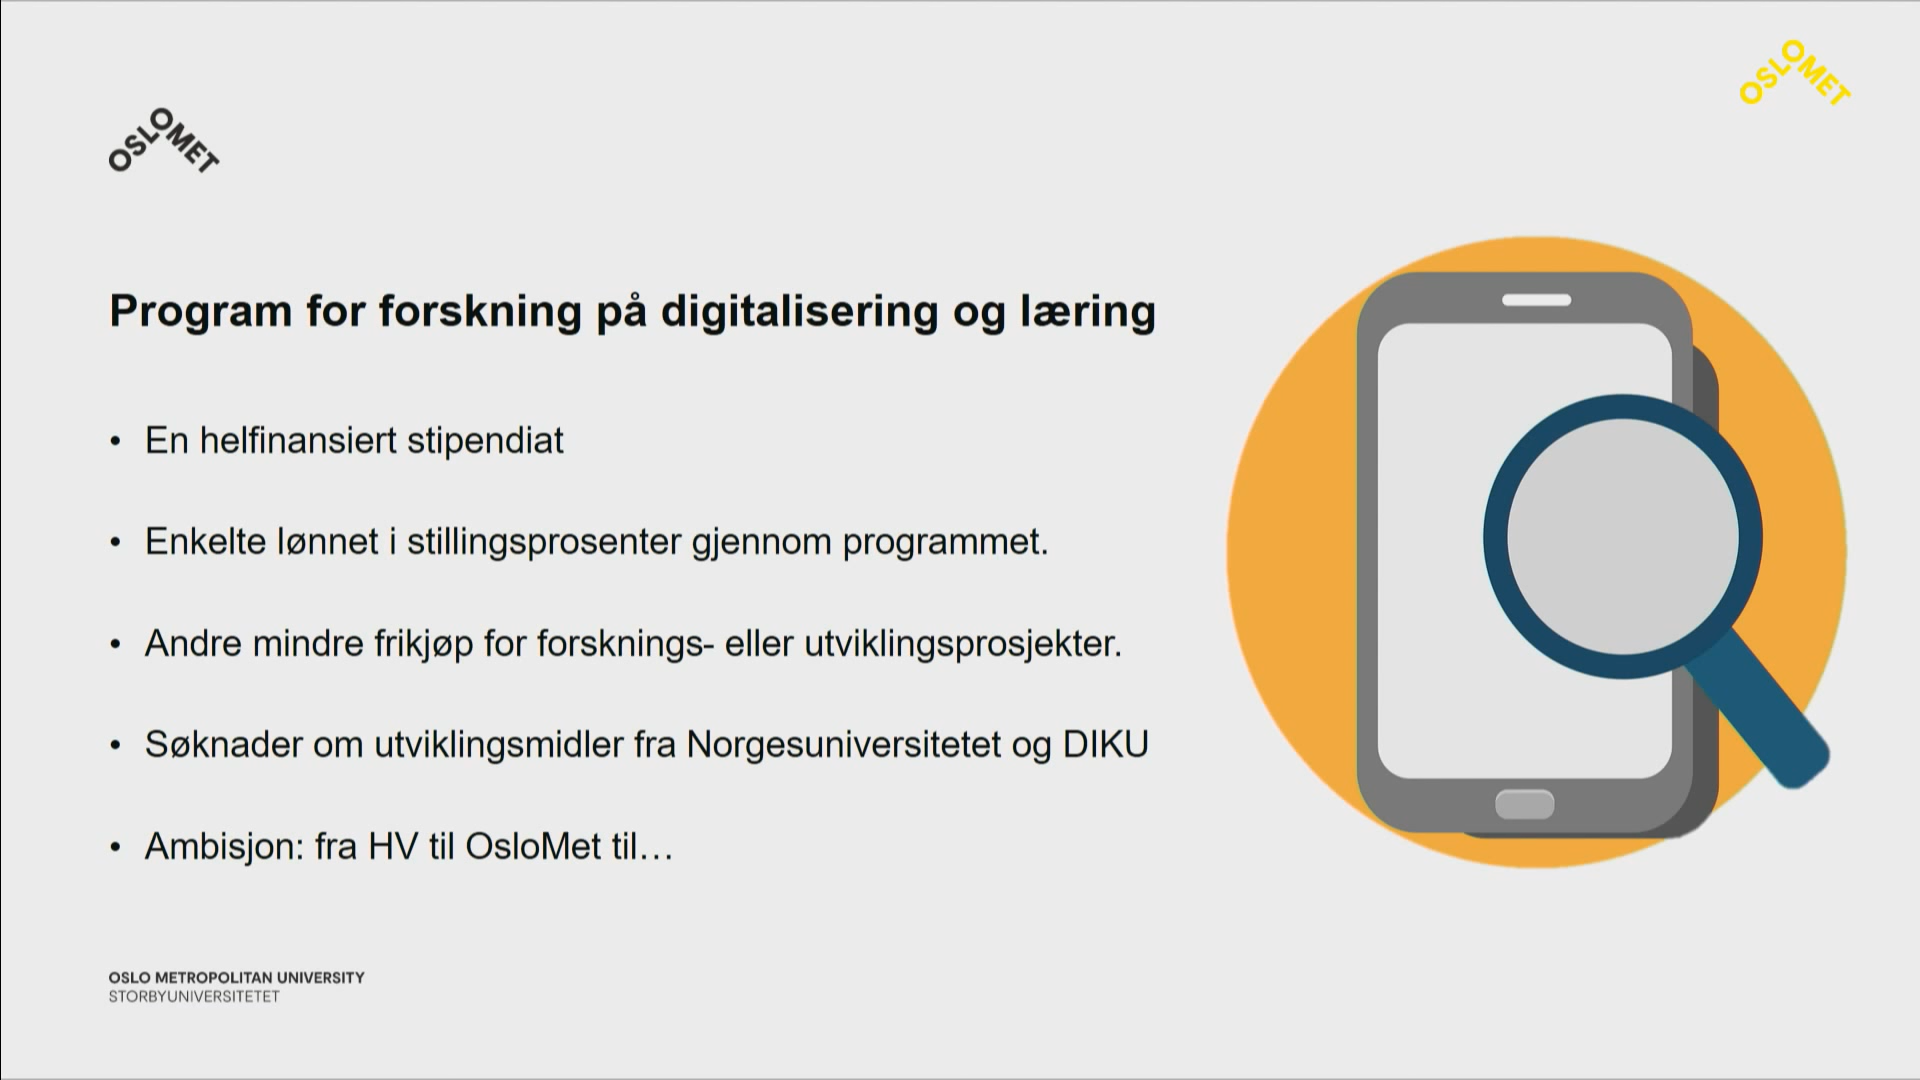 OSLOMET
OSLOMET
Program for forskning på digitalisering og læring
• En helfinansiert stipendiat
• Enkelte lønnet i stillingsprosenter gjennom programmet.
• Andre mindre frikjøp for forsknings- eller utviklingsprosjekter.
• Søknader om utviklingsmidler fra Norgesuniversitetet og DIKU
• Ambisjon: fra HV til OsloMet til…
OSLO METROPOLITAN UNIVERSITY
STORBYUNIVERSITETET